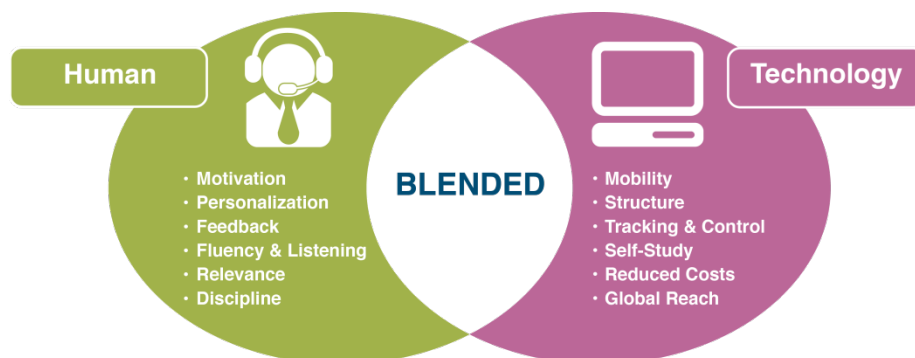 Human
Technology
BLENDED
• Motivation
• Personalization
• Feedback
• Fluency & Listening
• Relevance
• Discipline
• Mobility
• Structure
• Tracking & Control
• Self-Study
• Reduced Costs
• Global Reach